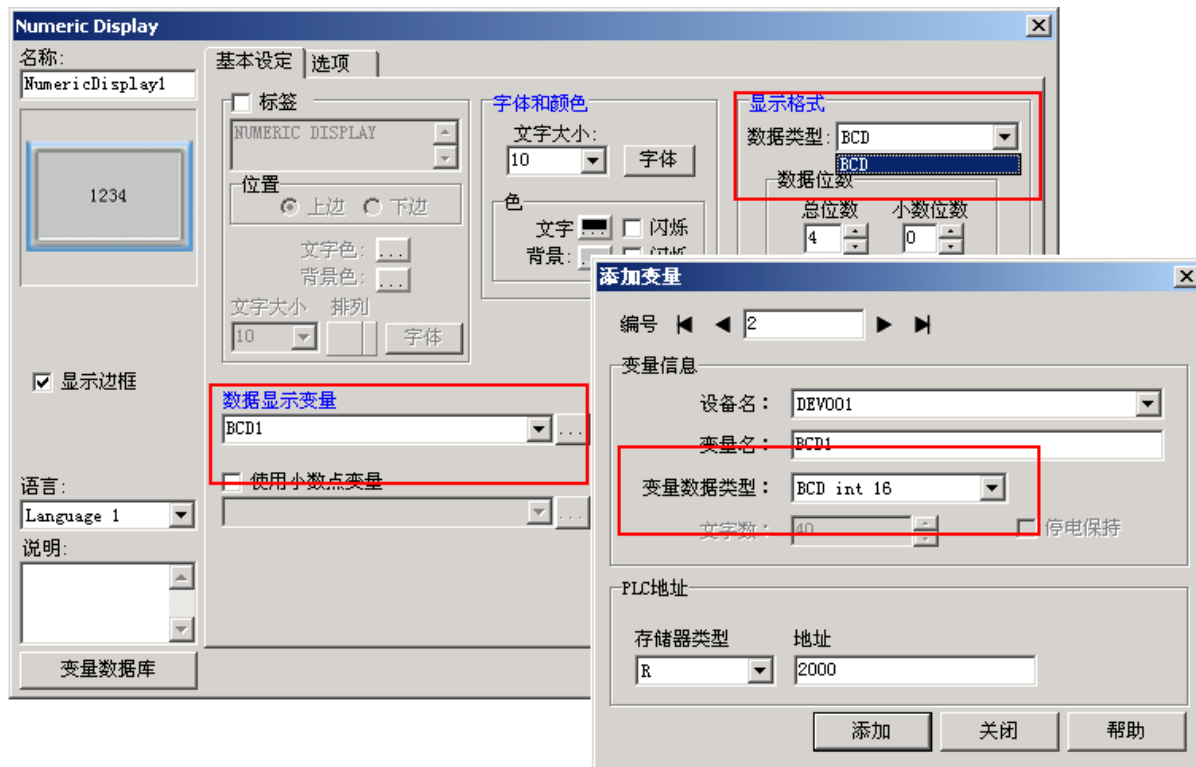 Numeric Display
名称:
NumericDisplay1
1234
显示边框
语言:
Language 1
说明:
变量数据库
基本设定 选项
标签
NUMERIC DISPLAY
位置
上边 下边
文字色: ...
背景色: ...
文字大小 排列
10 字体
字体和颜色
文字大小:
10 字体
色
文字 ... 闪烁
背景: ... 闪烁
显示格式
数据类型: BCD
BCD
数据位数
总位数 小数位数
4 0
数据显示变量
BCD1 ...
使用小数点变量
...
添加变量
编号 2
变量信息
设备名: DEV001
变量名: BCD1
变量数据类型: BCD int 16
文字数: 40 停电保持
PLC地址
存储器类型 地址
R 2000
添加 关闭 帮助